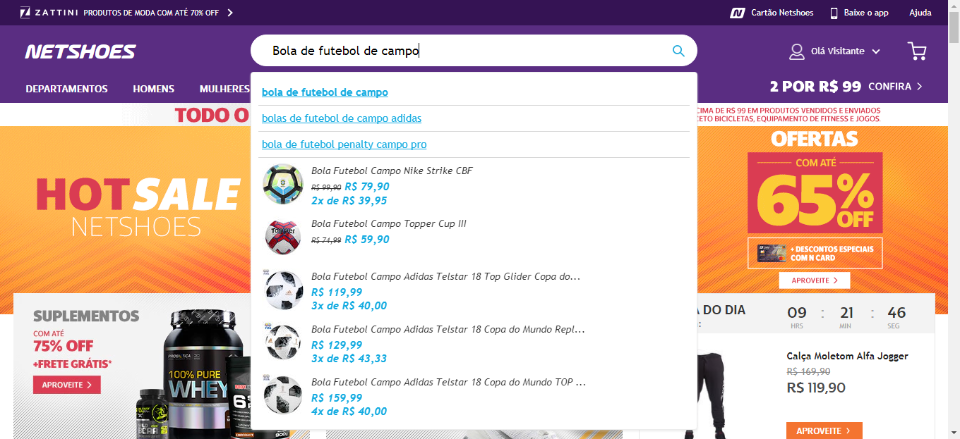 ZATTINI PRODUTOS DE MODA COM ATÉ 70% OFF
Cartão Netshoes
Baixe o app
Ajuda
NETSHOES
Bola de futebol de campo
Olá Visitante
DEPARTAMENTOS
HOMENS
MULHERES
2 POR R$ 99 CONFIRA
bola de futebol de campo
bolas de futebol de campo adidas
bola de futebol penalty campo pro
Bola Futebol Campo Nike Strike CBF
R$ 99,90 R$ 79,90
2x de R$ 39,95
Bola Futebol Campo Topper Cup III
R$ 74,99 R$ 59,90
Bola Futebol Campo Adidas Telstar 18 Top Glider Copa do...
R$ 119,99
3x de R$ 40,00
Bola Futebol Campo Adidas Telstar 18 Copa do Mundo Repl...
R$ 129,99
3x de R$ 43,33
Bola Futebol Campo Adidas Telstar 18 Copa do Mundo TOP ...
R$ 159,99
4x de R$ 40,00
TODO O
CIMA DE R$ 99 EM PRODUTOS VENDIDOS E ENVIADOS
CETO BICICLETAS, EQUIPAMENTO DE FITNESS E JOGOS.
HOT SALE
NETSHOES
OFERTAS
COM ATÉ
65%
OFF
+ DESCONTOS ESPECIAIS
COM N CARD
APROVEITE
SUPLEMENTOS
COM ATÉ
75% OFF
+FRETE GRÁTIS*
APROVEITE
100% PURE
WHEY
A DO DIA
:
09 : 21 : 46
HRS MIN SEG
Calça Moletom Alfa Jogger
R$ 169,90
R$ 119,90
APROVEITE